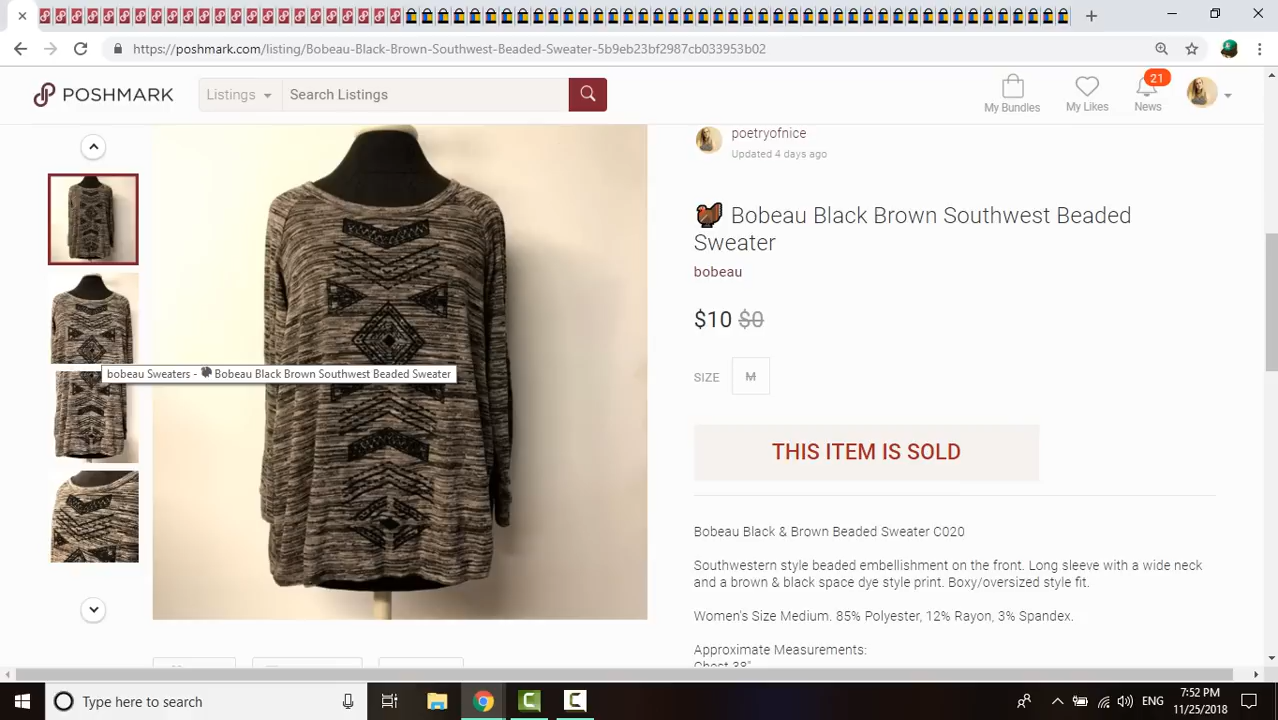 https://poshmark.com/listing/Bobeau-Black-Brown-Southwest-Beaded-Sweater-5b9eb23bf2987cb033953b02
POSHMARK
Listings
Search Listings
My Bundles
My Likes
21
News
poetryofnice
Updated 4 days ago
Bobeau Black Brown Southwest Beaded
Sweater
bobeau
$10 $0
SIZE M
THIS ITEM IS SOLD
bobeau Sweaters - Bobeau Black Brown Southwest Beaded Sweater
Bobeau Black & Brown Beaded Sweater C020
Southwestern style beaded embellishment on the front. Long sleeve with a wide neck
and a brown & black space dye style print. Boxy/oversized style fit.
Women's Size Medium. 85% Polyester, 12% Rayon, 3% Spandex.
Approximate Measurements:
Chest 38"
Type here to search
ENG
7:52 PM
11/25/2018